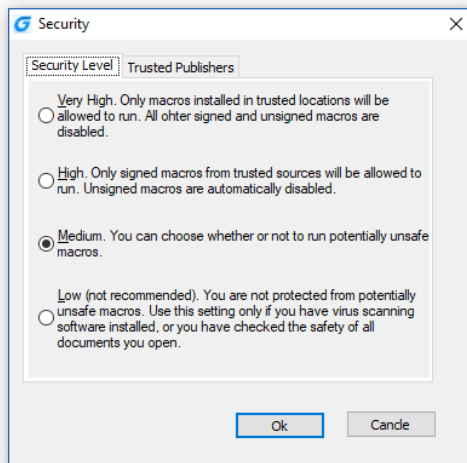 Security
Security Level Trusted Publishers
Very High. Only macros installed in trusted locations will be
allowed to run. All ohter signed and unsigned macros are
disabled.
High. Only signed macros from trusted sources will be allowed to
run. Unsigned macros are automatically disabled.
Medium. You can choose whether or not to run potentially unsafe
macros.
Low (not recommended). You are not protected from potentially
unsafe macros. Use this setting only if you have virus scanning
software installed, or you have checked the safety of all
documents you open.
Ok Cancle